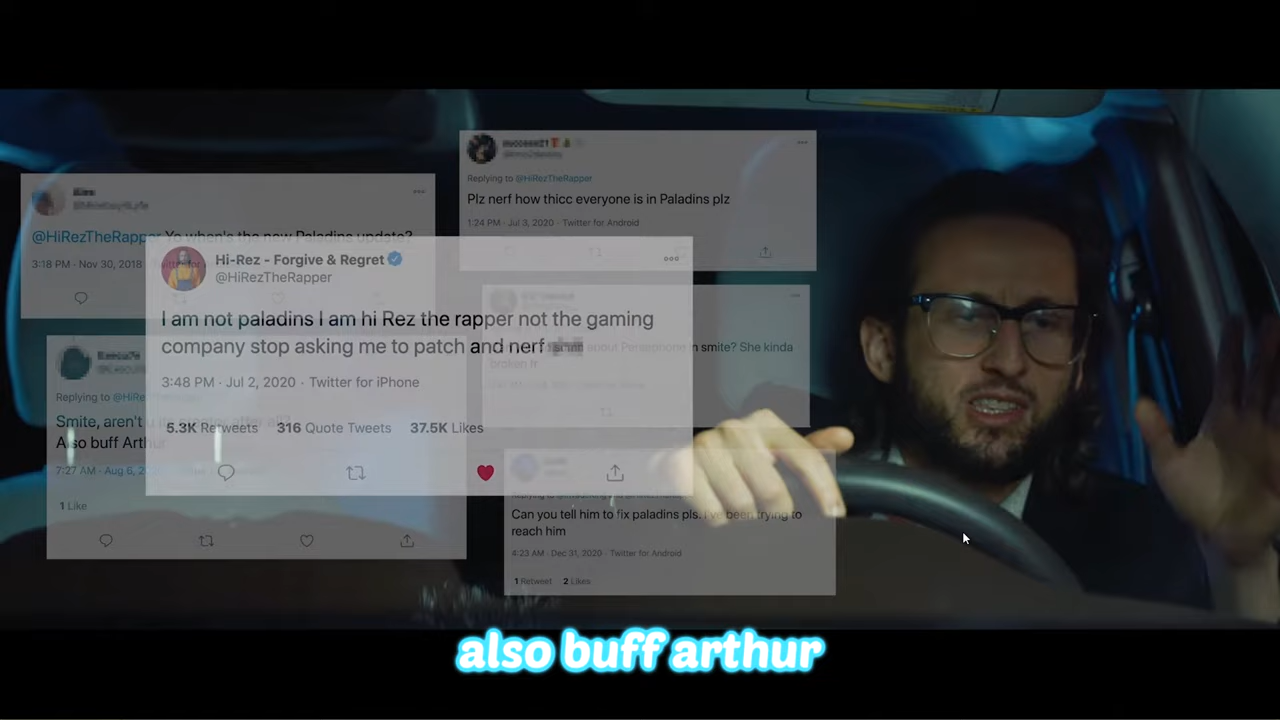 @HiRezTheRapper Yo when's the new Paladins update?
3:18 PM · Nov 30, 2018
Replying to @HiRezTheRapper
Plz nerf how thicc everyone is in Paladins plz
1:24 PM · Jul 3, 2020 · Twitter for Android
Hi-Rez - Forgive & Regret
@HiRezTheRapper
I am not paladins I am hi Rez the rapper not the gaming
company stop asking me to patch and nerf
3:48 PM · Jul 2, 2020 · Twitter for iPhone
5.3K Retweets 316 Quote Tweets 37.5K Likes
about Persephone in smite? She kinda
broken fr
Replying to
Smite, aren't u
Also buff Arthur
7:27 AM · Aug 6,
1 Like
Can you tell him to fix paladins pls. I've been trying to
reach him
4:23 AM · Dec 31, 2020 · Twitter for Android
1 Retweet 2 Likes
also buff arthur